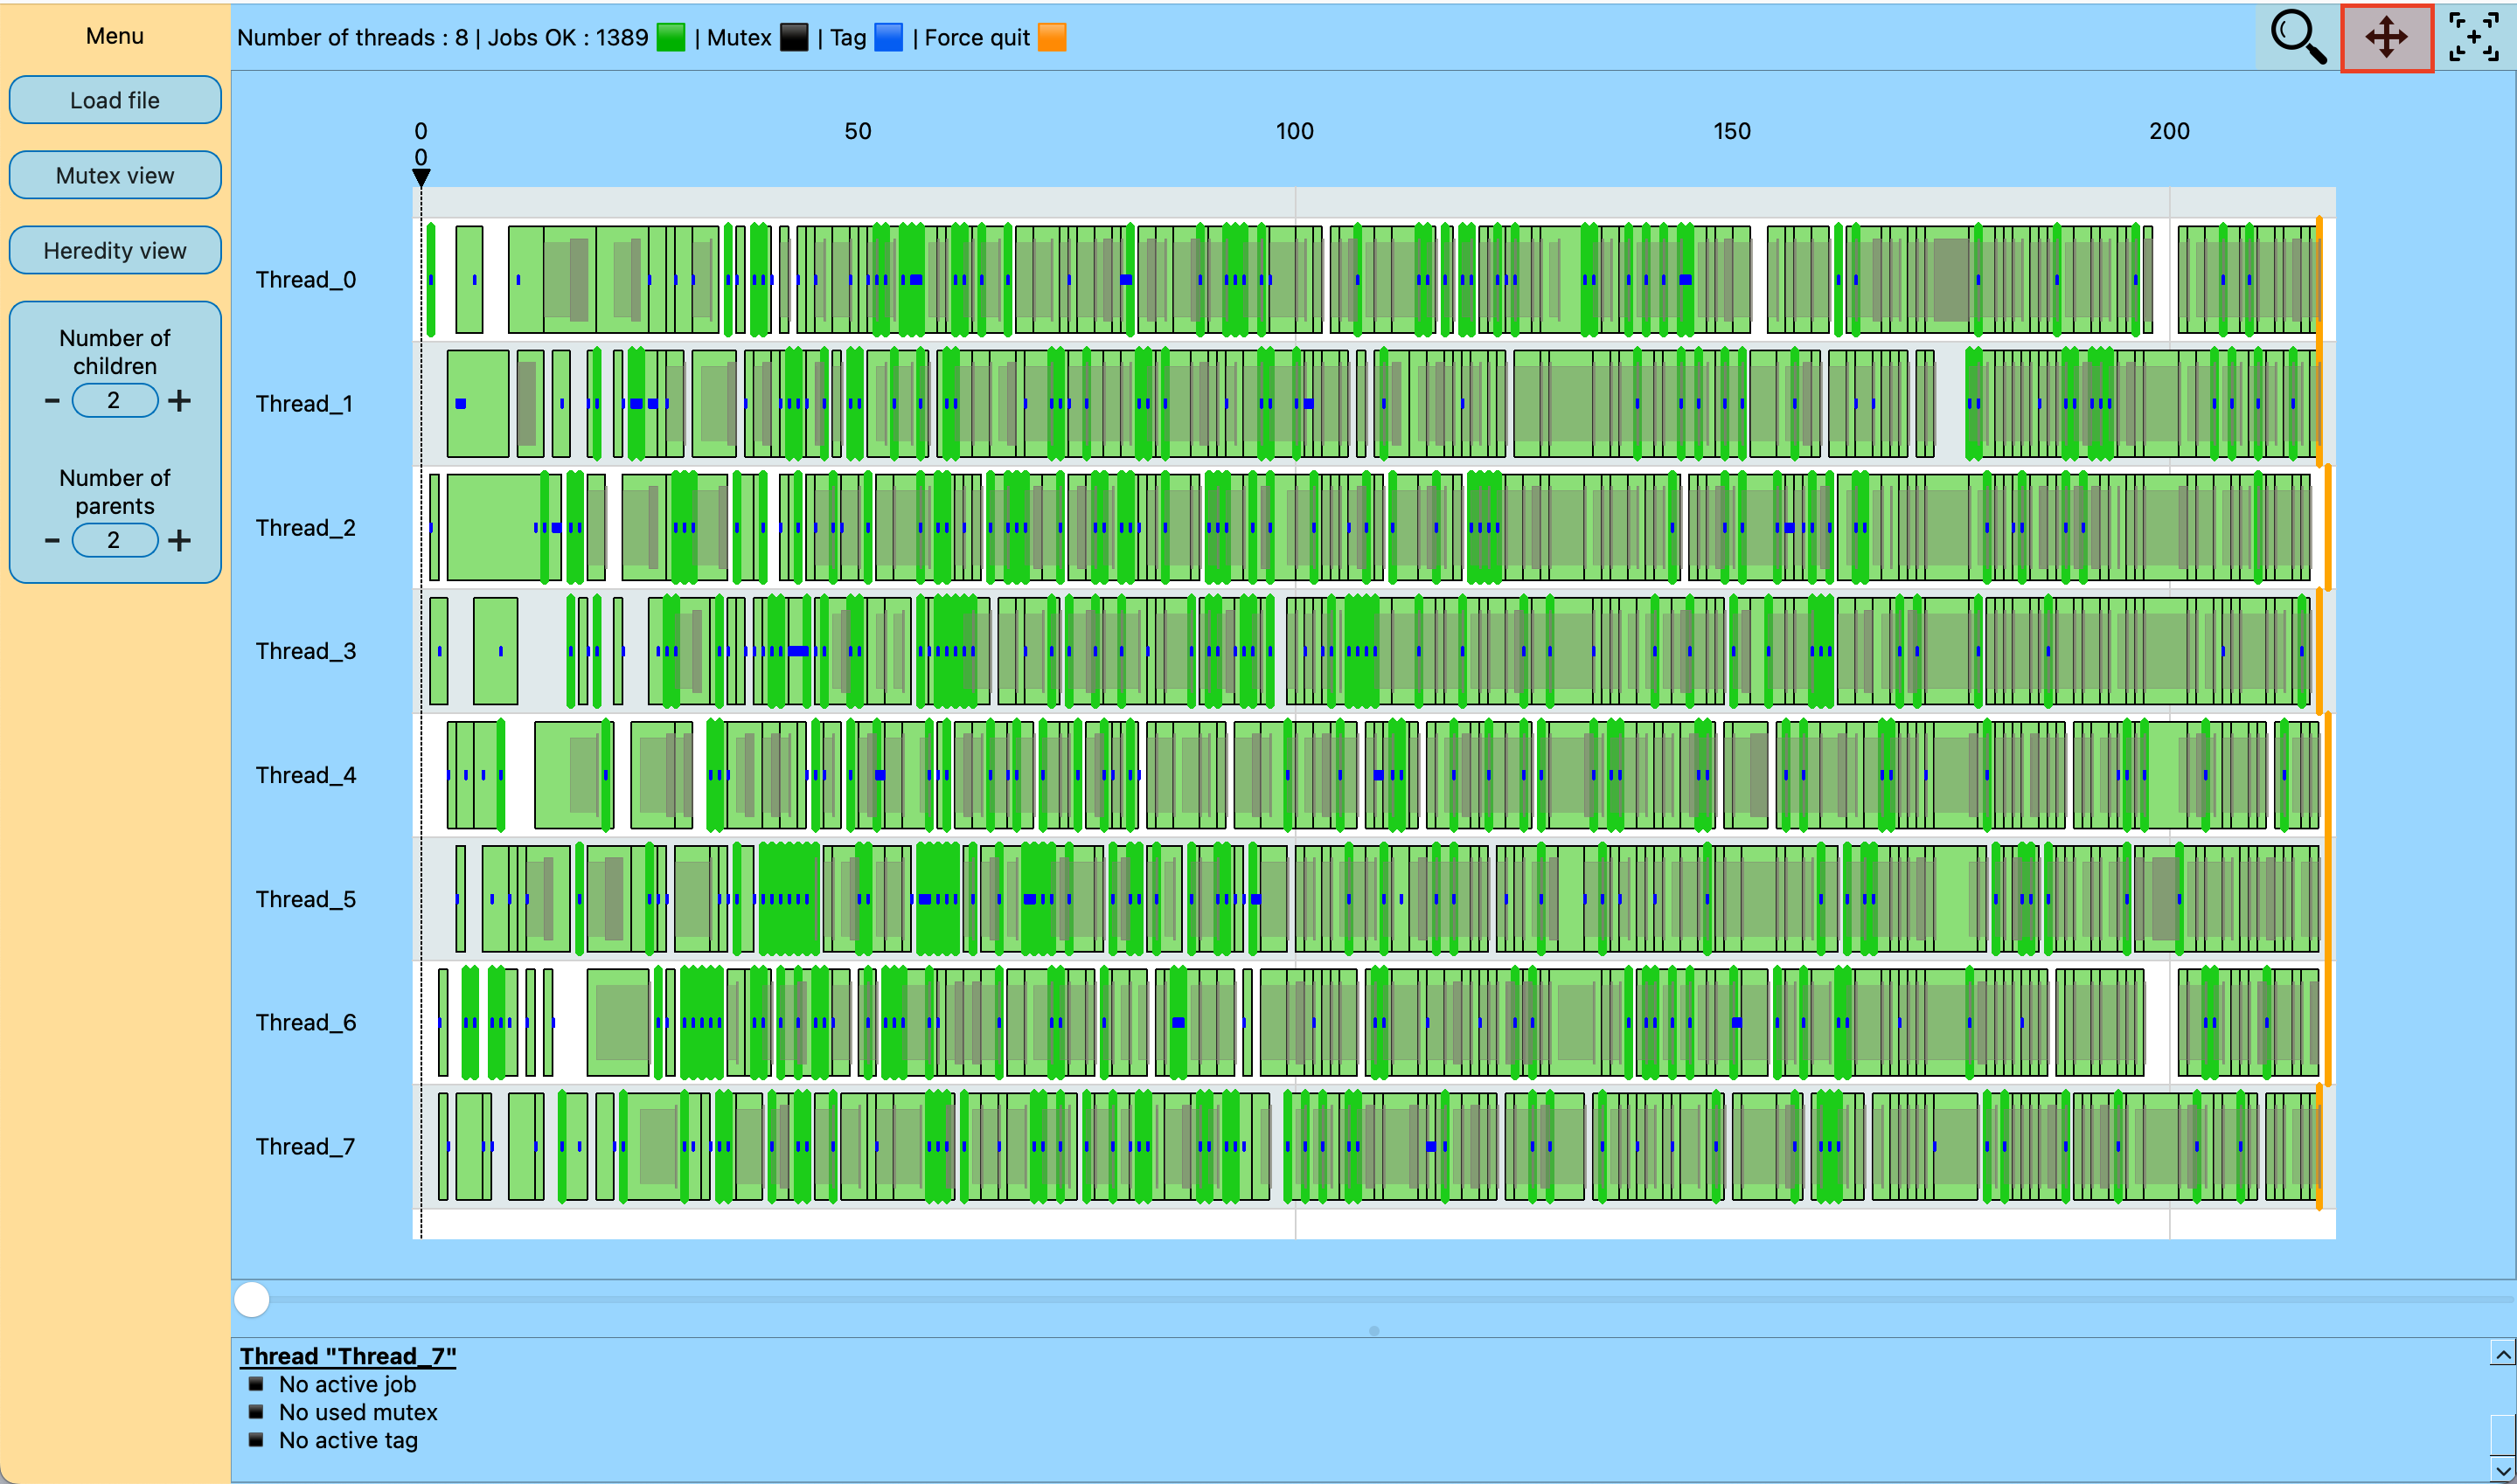 Menu
Load file
Mutex view
Heredity view
Number of
children
- 2 +
Number of
parents
- 2 +
Number of threads : 8 | Jobs OK : 1389 | Mutex | Tag | Force quit
0 50 100 150 200
0
Thread_0
Thread_1
Thread_2
Thread_3
Thread_4
Thread_5
Thread_6
Thread_7
Thread "Thread_7"
No active job
No used mutex
No active tag